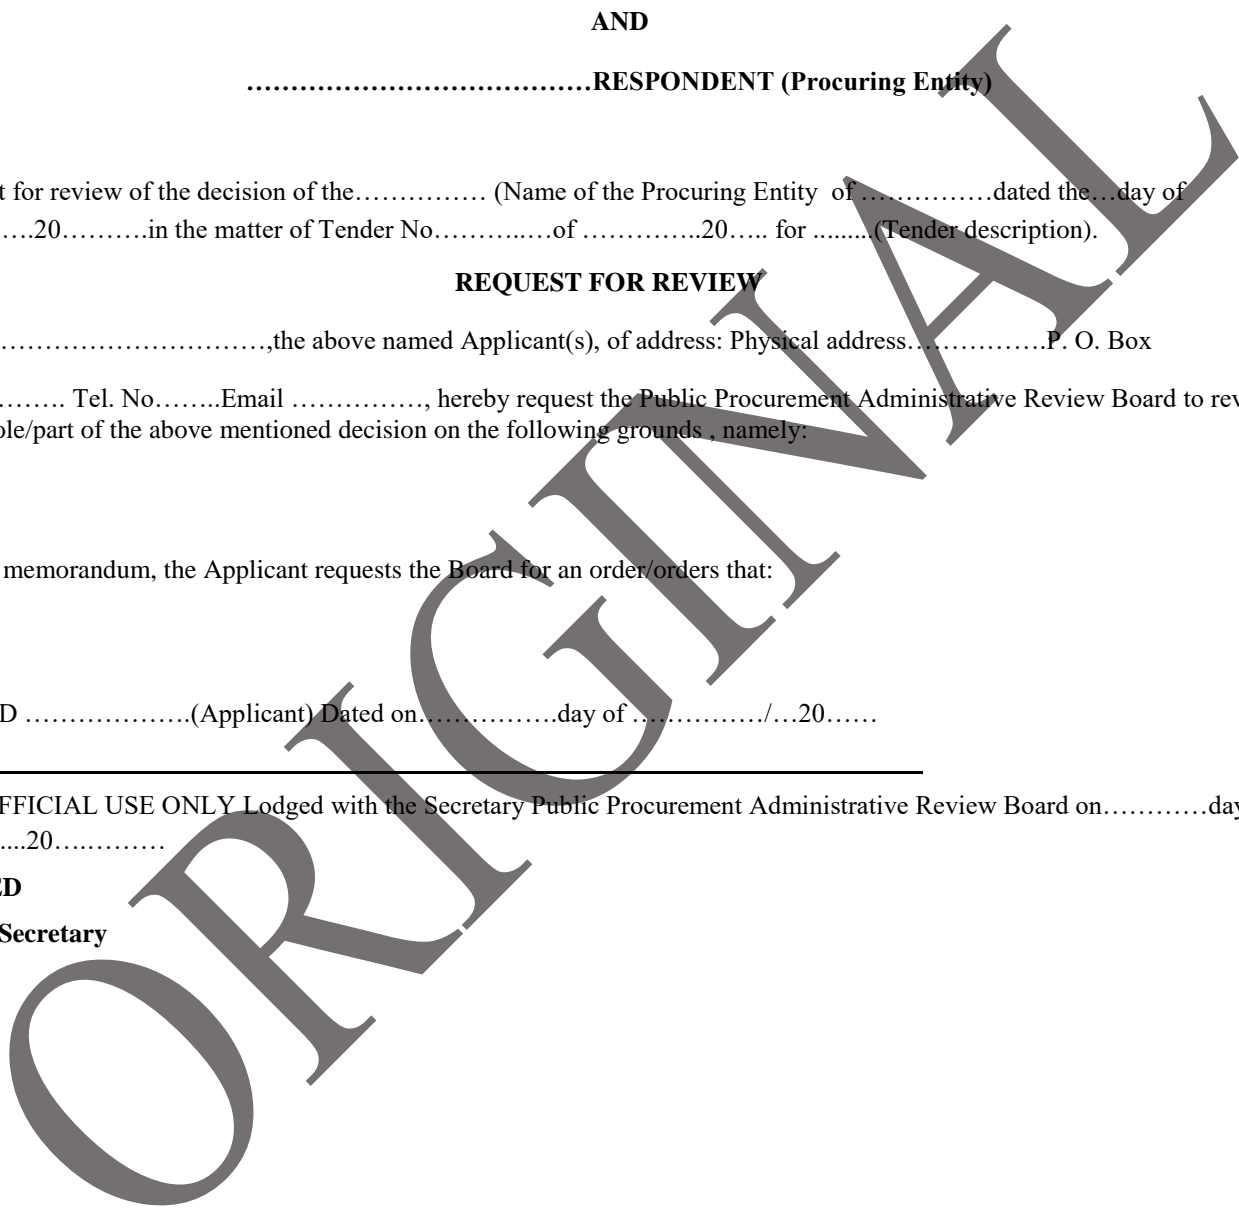 AND
…………………………………RESPONDENT (Procuring Entity)
t for review of the decision of the…………… (Name of the Procuring Entity of ……………dated the…day of
….20……….in the matter of Tender No………..…of …………..20….. for .........(Tender description).
REQUEST FOR REVIEW
…………………………,the above named Applicant(s), of address: Physical address…………….P. O. Box
……. Tel. No……..Email ……………, hereby request the Public Procurement Administrative Review Board to rev
ole/part of the above mentioned decision on the following grounds , namely:
memorandum, the Applicant requests the Board for an order/orders that:
D ……………….(Applicant) Dated on…………….day of ……………/…20……
FFICIAL USE ONLY Lodged with the Secretary Public Procurement Administrative Review Board on…………day
....20….………
ED
Secretary
ORIGINAL